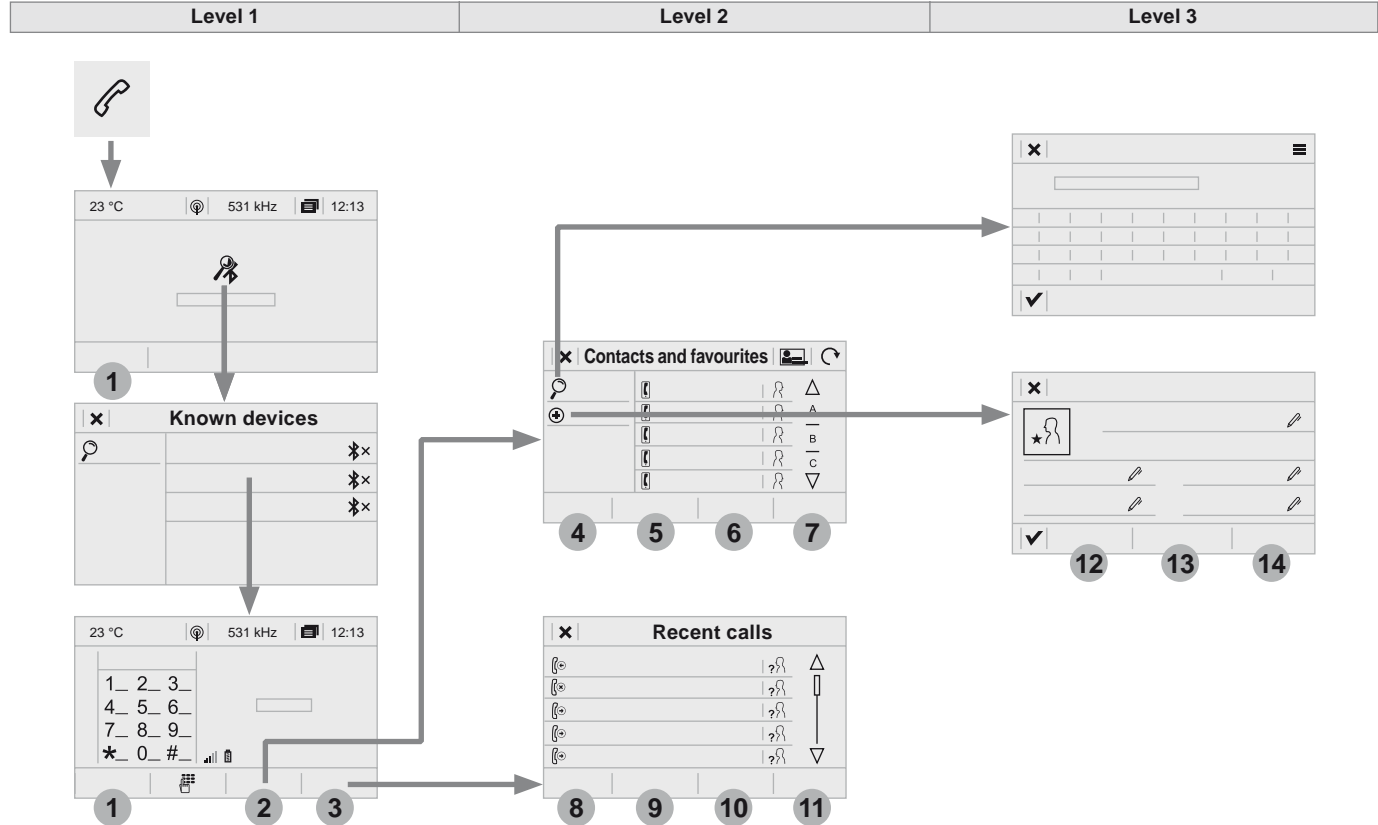 Level 1 Level 2 Level 3
23 °C 531 kHz 12:13
1
Known devices
23 °C 531 kHz 12:13
1_ 2_ 3_
4_ 5_ 6_
7_ 8_ 9_
*_ 0_ #_
1 2 3
Contacts and favourites
A
B
C
4 5 6 7
Recent calls
?
?
?
?
?
8 9 10 11
12 13 14